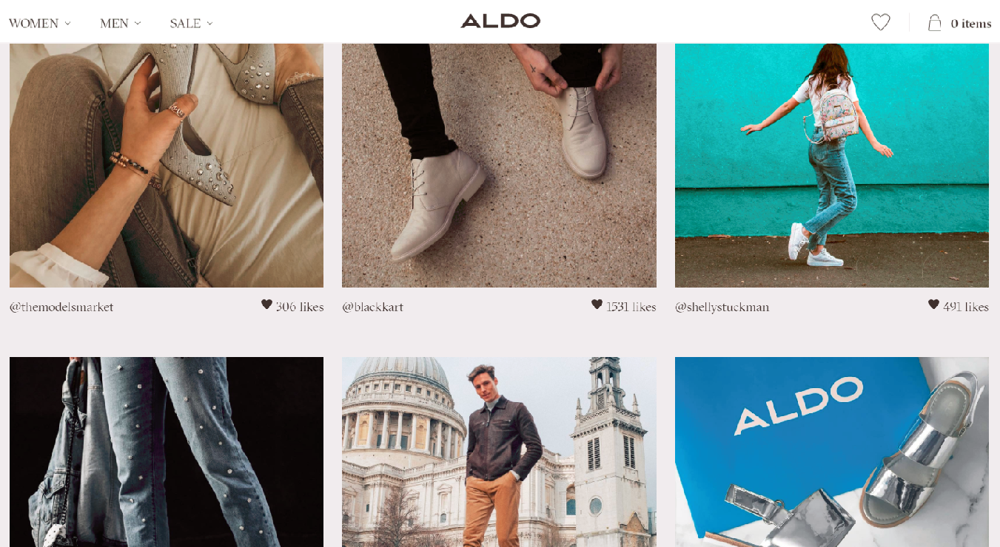 WOMEN MEN SALE ALDO 0 items
@themodelsmarket 306 likes @blackkart 1531 likes @shellystuckman 491 likes
ALDO